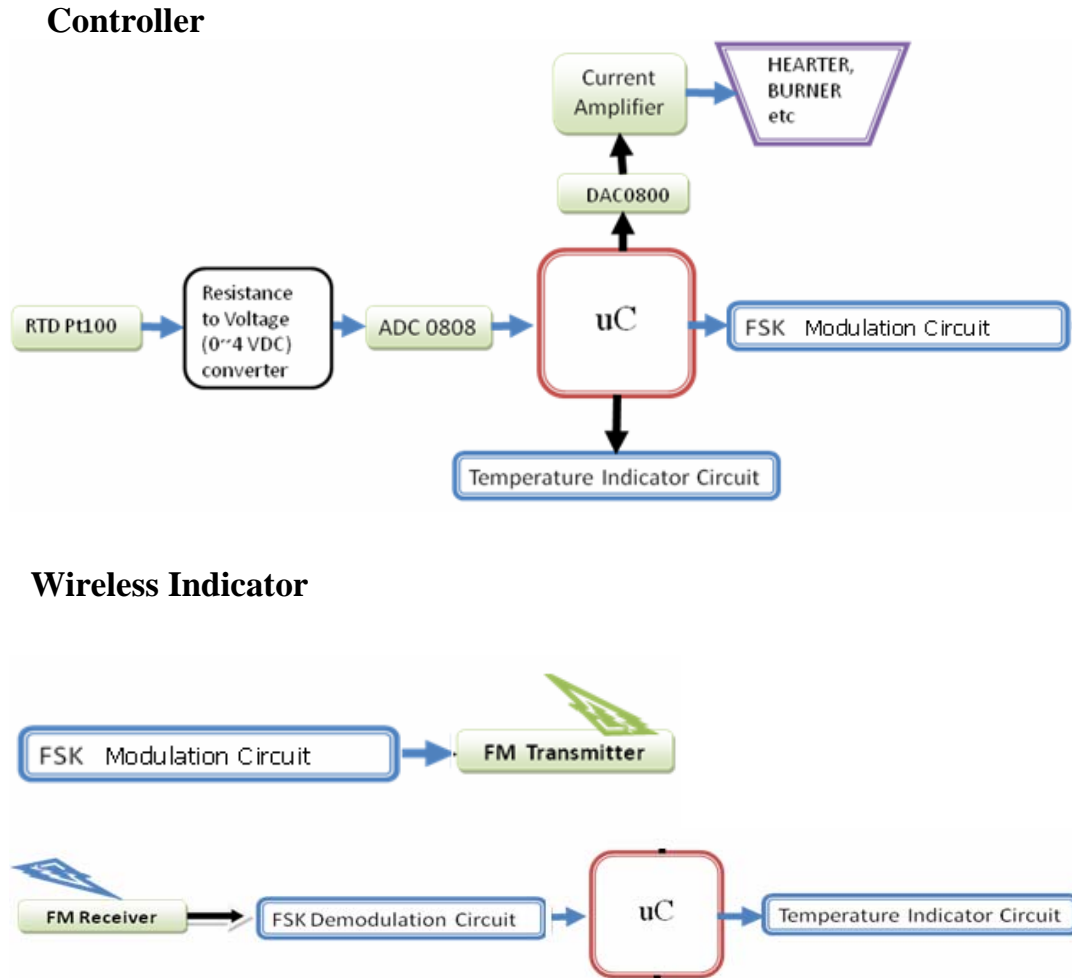 Controller
Current
Amplifier
HEARTER,
BURNER
etc
DAC0800
RTD Pt100
Resistance
to Voltage
(0~4 VDC)
converter
ADC 0808
uC
FSK Modulation Circuit
Temperature Indicator Circuit
Wireless Indicator
FSK Modulation Circuit
FM Transmitter
FM Receiver
FSK Demodulation Circuit
uC
Temperature Indicator Circuit